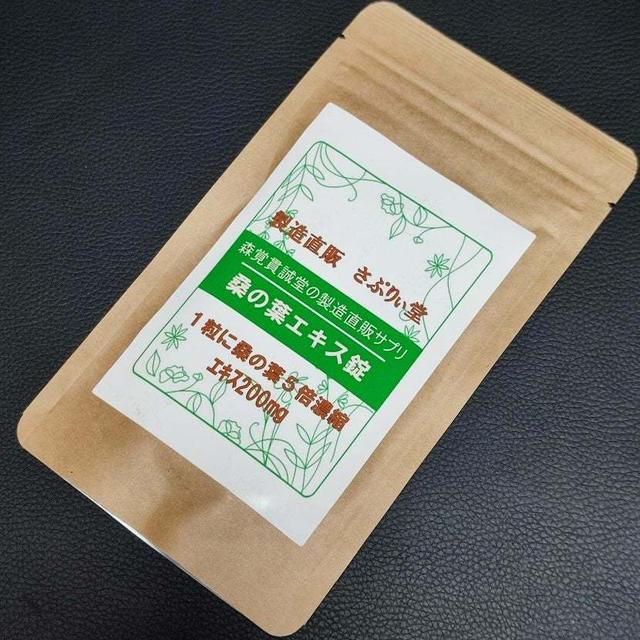 製造直販 さぷりぃ堂
森覚貫誠堂の製造直販サプリ
桑の葉エキス錠
1粒に桑の葉5倍濃縮
エキス200mg